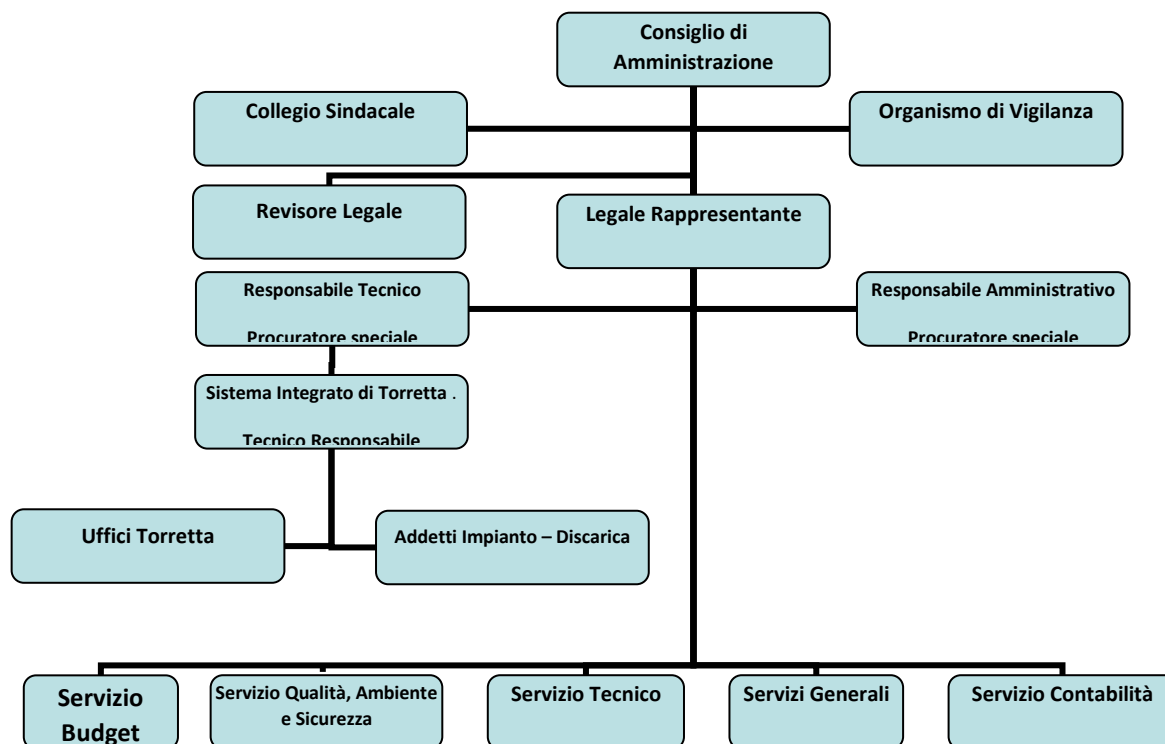 Consiglio di
Amministrazione
Collegio Sindacale
Organismo di Vigilanza
Revisore Legale
Legale Rappresentante
Responsabile Tecnico
Procuratore speciale
Responsabile Amministrativo
Procuratore speciale
Sistema Integrato di Torretta .
Tecnico Responsabile
Uffici Torretta
Addetti Impianto – Discarica
Servizio
Budget
Servizio Qualità, Ambiente
e Sicurezza
Servizio Tecnico
Servizi Generali
Servizio Contabilità